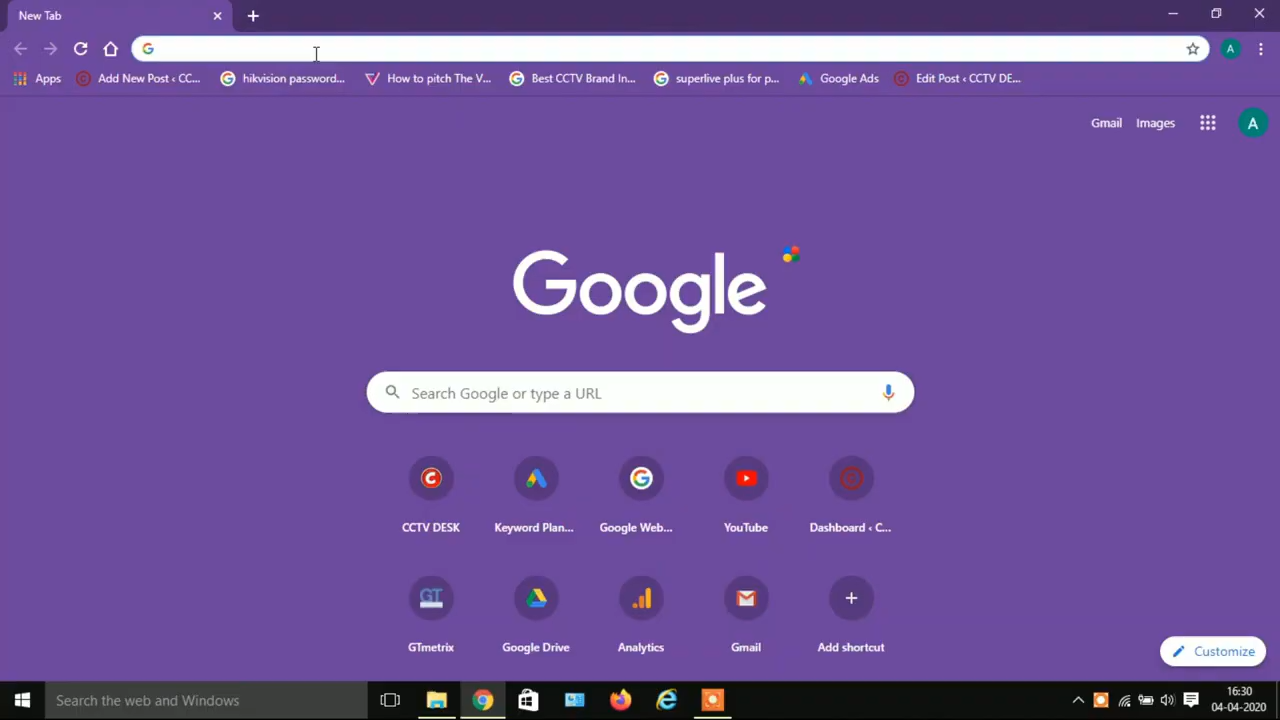 New Tab
Apps
Add New Post ‹ CC...
hikvision password...
How to pitch The V...
Best CCTV Brand In...
superlive plus for p...
Google Ads
Edit Post ‹ CCTV DE...
A
Gmail
Images
A
Google
Search Google or type a URL
CCTV DESK
Keyword Plan...
Google Web...
YouTube
Dashboard ‹ C...
GT
GTmetrix
Google Drive
Analytics
Gmail
Add shortcut
Customize
Search the web and Windows
16:30
04-04-2020